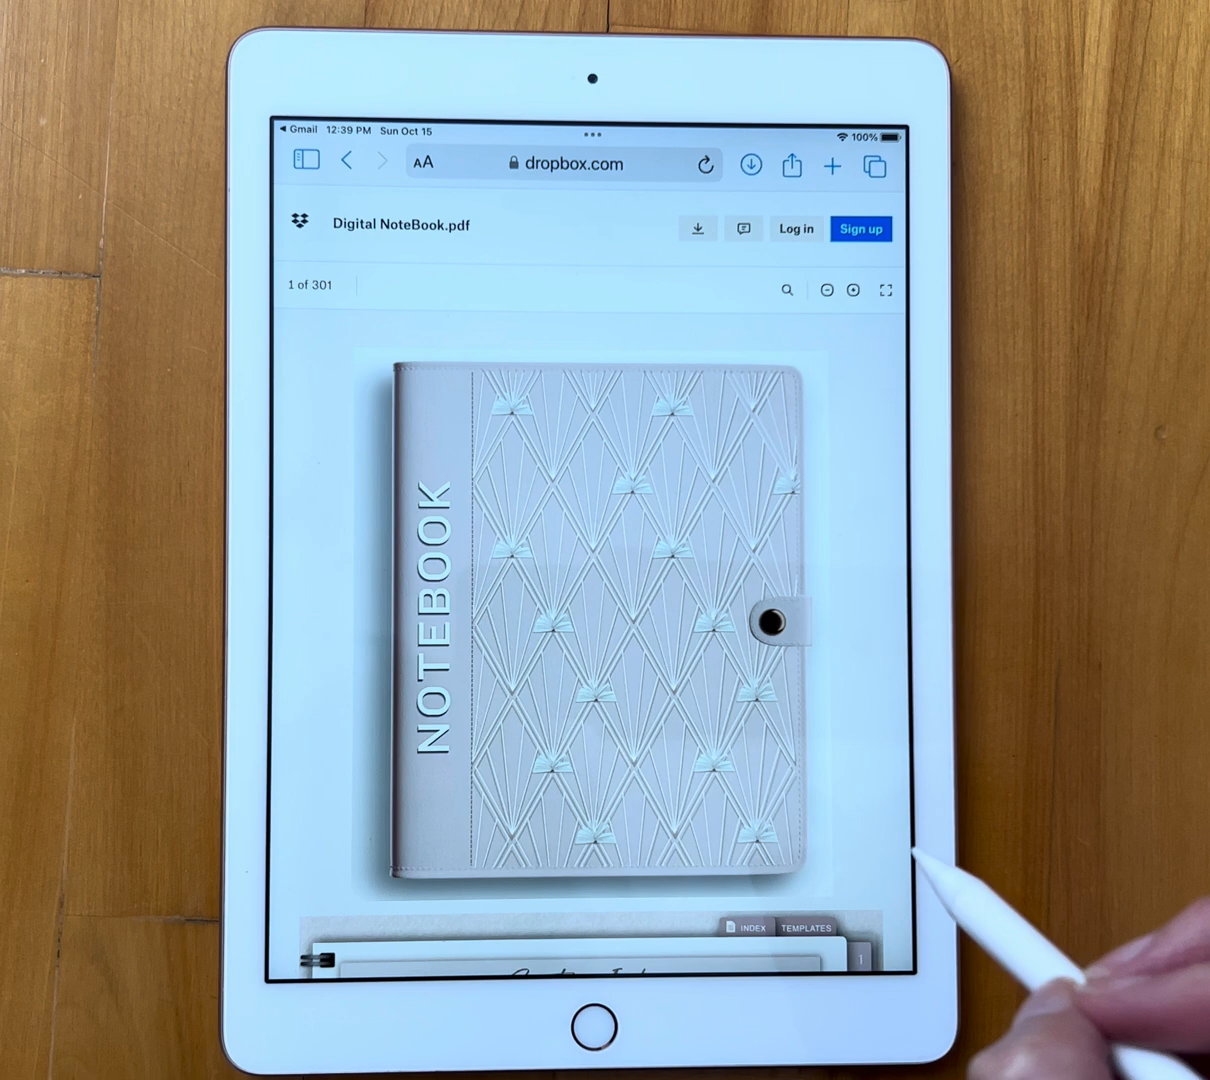 Gmail 12:39 PM Sun Oct 15
100%
AA dropbox.com
Digital NoteBook.pdf
Log in
Sign up
1 of 301
NOTEBOOK
INDEX TEMPLATES
1